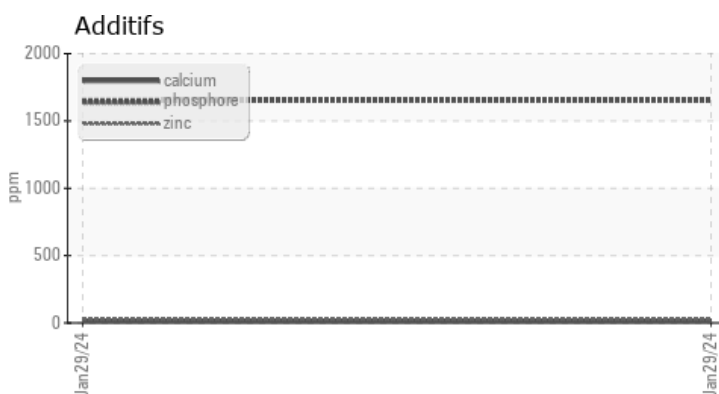 Additifs
2000
1500
1000
500
0
ppm
calcium
phosphore
zinc
Jan29/24
Jan29/24